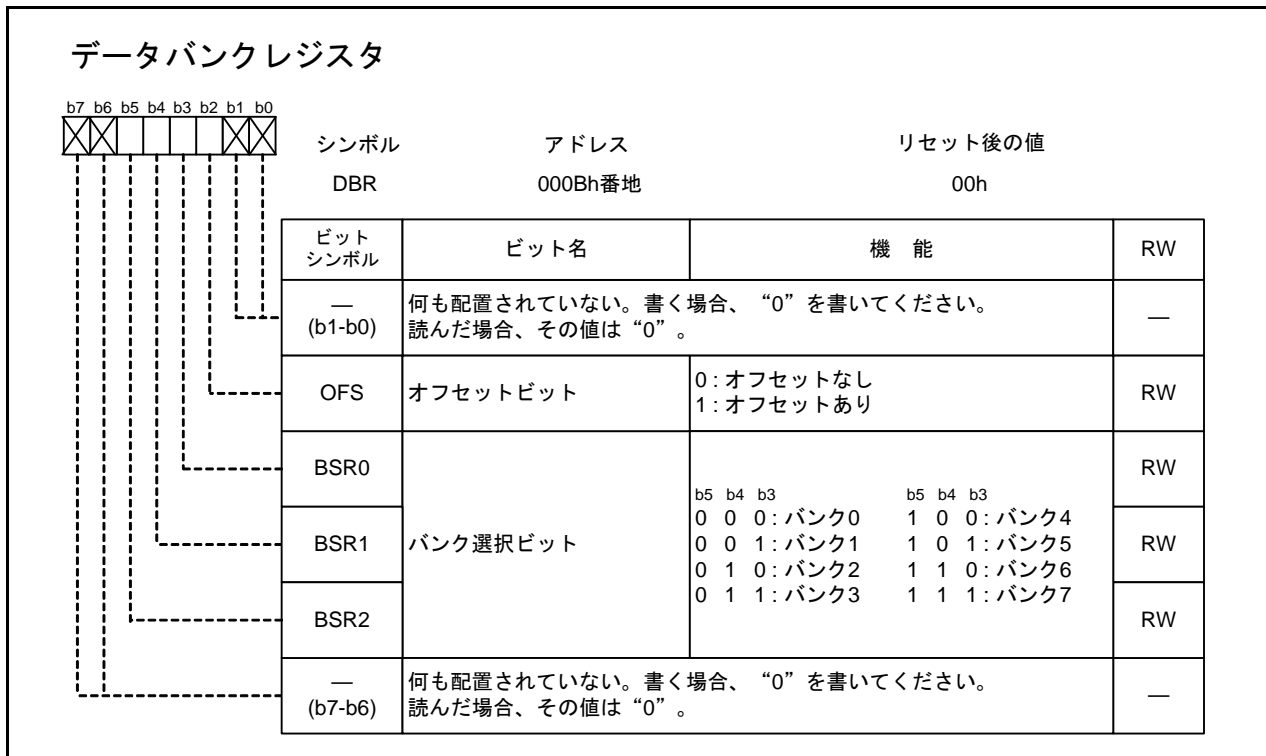 データバンクレジスタ
b7 b6 b5 b4 b3 b2 b1 b0
シンボル アドレス リセット後の値
DBR 000Bh番地 00h
ビット
シンボル
ビット名
機 能
RW
—
(b1-b0)
何も配置されていない。書く場合、“0”を書いてください。
読んだ場合、その値は“0”。
—
OFS
オフセットビット
0 : オフセットなし
1 : オフセットあり
RW
BSR0
RW
BSR1
バンク選択ビット
b5 b4 b3 b5 b4 b3
0 0 0 : バンク0 1 0 0 : バンク4
0 0 1 : バンク1 1 0 1 : バンク5
0 1 0 : バンク2 1 1 0 : バンク6
0 1 1 : バンク3 1 1 1 : バンク7
RW
BSR2
RW
—
(b7-b6)
何も配置されていない。書く場合、“0”を書いてください。
読んだ場合、その値は“0”。
—